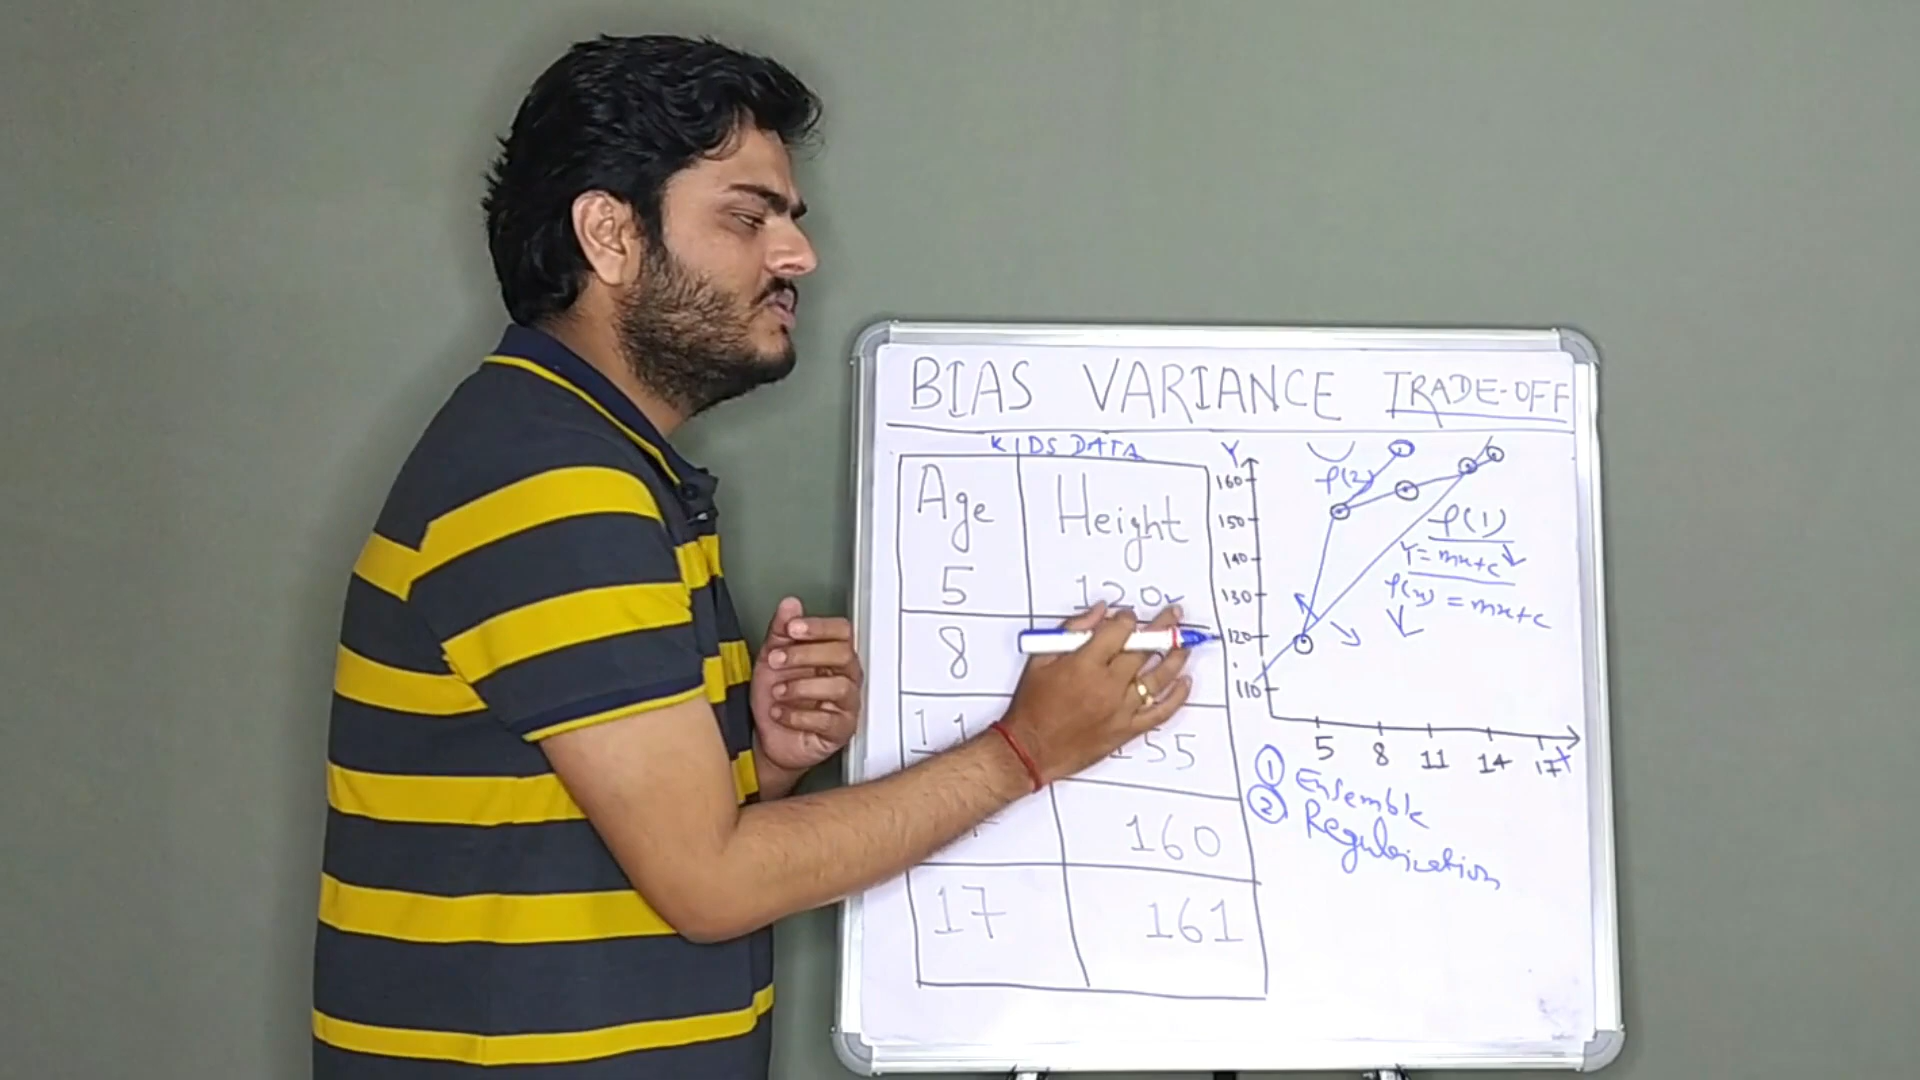 BIAS VARIANCE TRADE-OFF
KIDS DATA
Age Height
5 120
8
11 155
160
17 161
Y
160
150
140
130
120
110
5 8 11 14 17 X
f(2)
f(1)
Y = mx+c
f(x) = mx+c
① Ensemble
② Regularization